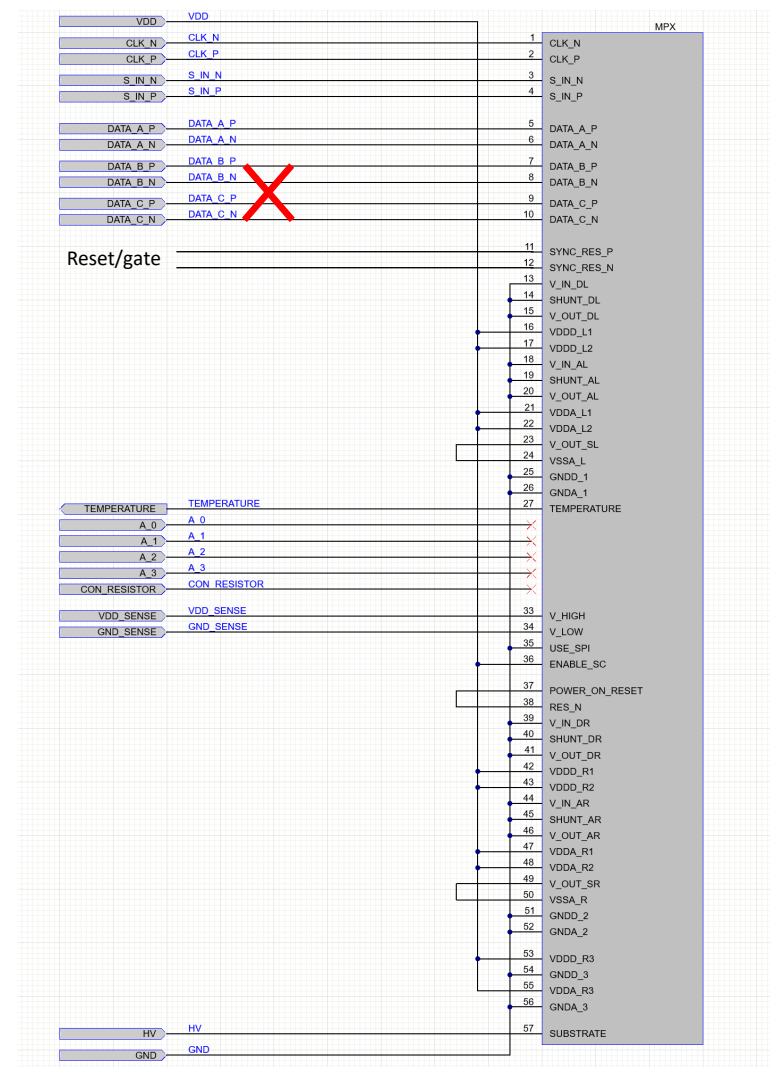 VDD VDD
MPX
CLK_N CLK_N 1 CLK_N
CLK_P CLK_P 2 CLK_P
S_IN_N S_IN_N 3 S_IN_N
S_IN_P S_IN_P 4 S_IN_P
DATA_A_P DATA_A_P 5 DATA_A_P
DATA_A_N DATA_A_N 6 DATA_A_N
DATA_B_P DATA_B_P 7 DATA_B_P
DATA_B_N DATA_B_N 8 DATA_B_N
DATA_C_P DATA_C_P 9 DATA_C_P
DATA_C_N DATA_C_N 10 DATA_C_N
Reset/gate
11 SYNC_RES_P
12 SYNC_RES_N
13 V_IN_DL
14 SHUNT_DL
15 V_OUT_DL
16 VDDD_L1
17 VDDD_L2
18 V_IN_AL
19 SHUNT_AL
20 V_OUT_AL
21 VDDA_L1
22 VDDA_L2
23 V_OUT_SL
24 VSSA_L
25 GNDD_1
26 GNDA_1
TEMPERATURE TEMPERATURE 27 TEMPERATURE
A_0 A_0
A_1 A_1
A_2 A_2
A_3 A_3
CON_RESISTOR CON_RESISTOR
VDD_SENSE VDD_SENSE 33 V_HIGH
GND_SENSE GND_SENSE 34 V_LOW
35 USE_SPI
36 ENABLE_SC
37 POWER_ON_RESET
38 RES_N
39 V_IN_DR
40 SHUNT_DR
41 V_OUT_DR
42 VDDD_R1
43 VDDD_R2
44 V_IN_AR
45 SHUNT_AR
46 V_OUT_AR
47 VDDA_R1
48 VDDA_R2
49 V_OUT_SR
50 VSSA_R
51 GNDD_2
52 GNDA_2
53 VDDD_R3
54 GNDD_3
55 VDDA_R3
56 GNDA_3
HV HV 57 SUBSTRATE
GND GND